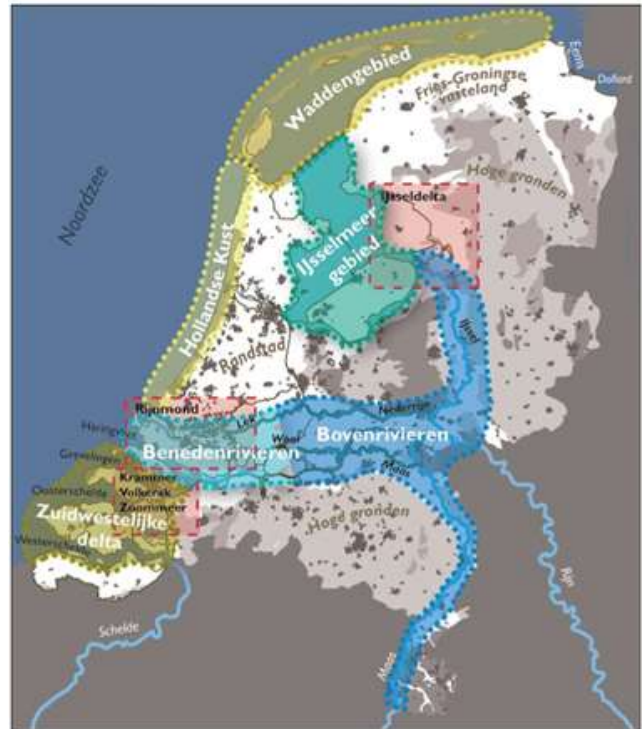 Waddengebied
Eems
Dollard
Fries-Groningse
vasteland
Hoge gronden
Noordzee
IJsseldelta
IJsselmeer
gebied
Hollandse Kust
Randstad
IJssel
Rijnmond
Lek
Nederrijn
Haringvliet
Waal
Benedenrivieren
Bovenrivieren
Grevelingen
Maas
Krammer
Volkerak
Zoommeer
Oosterschelde
Zuidwestelijke
delta
Westerschelde
Hoge gronden
Rijn
Schelde
Maas